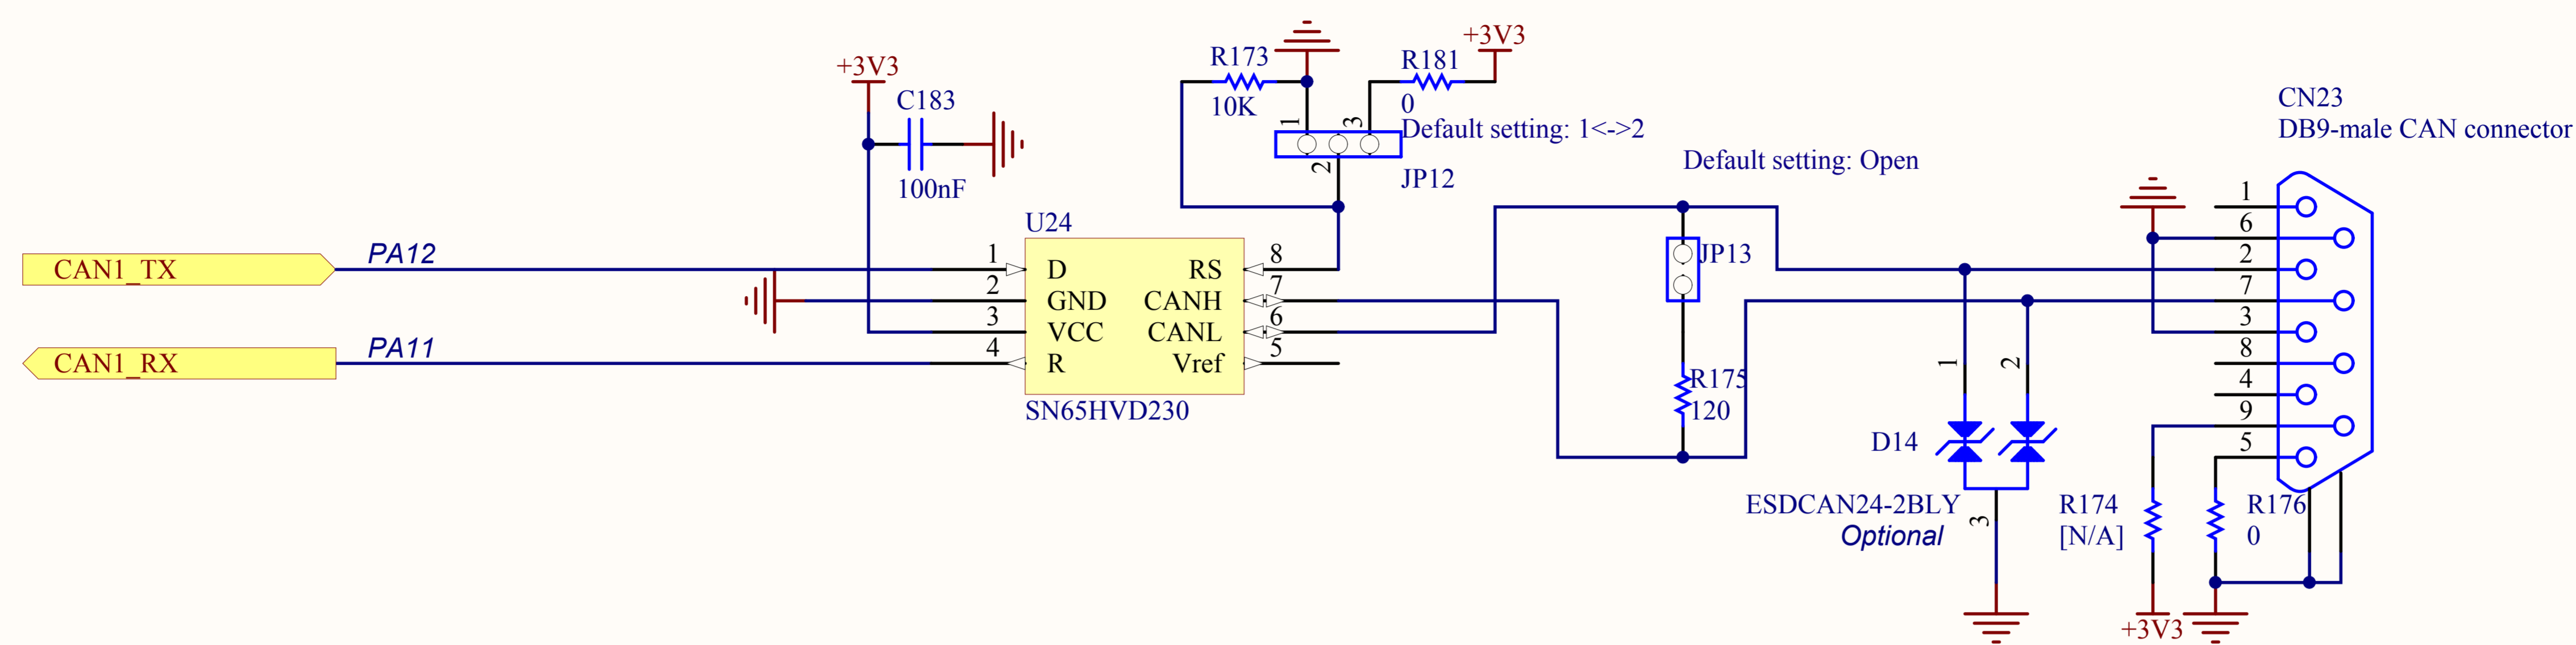 +3V3
C183
100nF
R173
10K
R181
0
+3V3
1
3
Default setting: 1<->2
2
JP12
Default setting: Open
CN23
DB9-male CAN connector
CAN1_TX
PA12
CAN1_RX
PA11
U24
1
D
RS
8
2
GND
CANH
7
3
VCC
CANL
6
4
R
Vref
5
SN65HVD230
JP13
R175
120
1
2
D14
ESDCAN24-2BLY
Optional
3
1
6
2
7
3
8
4
9
5
R174
[N/A]
R176
0
+3V3